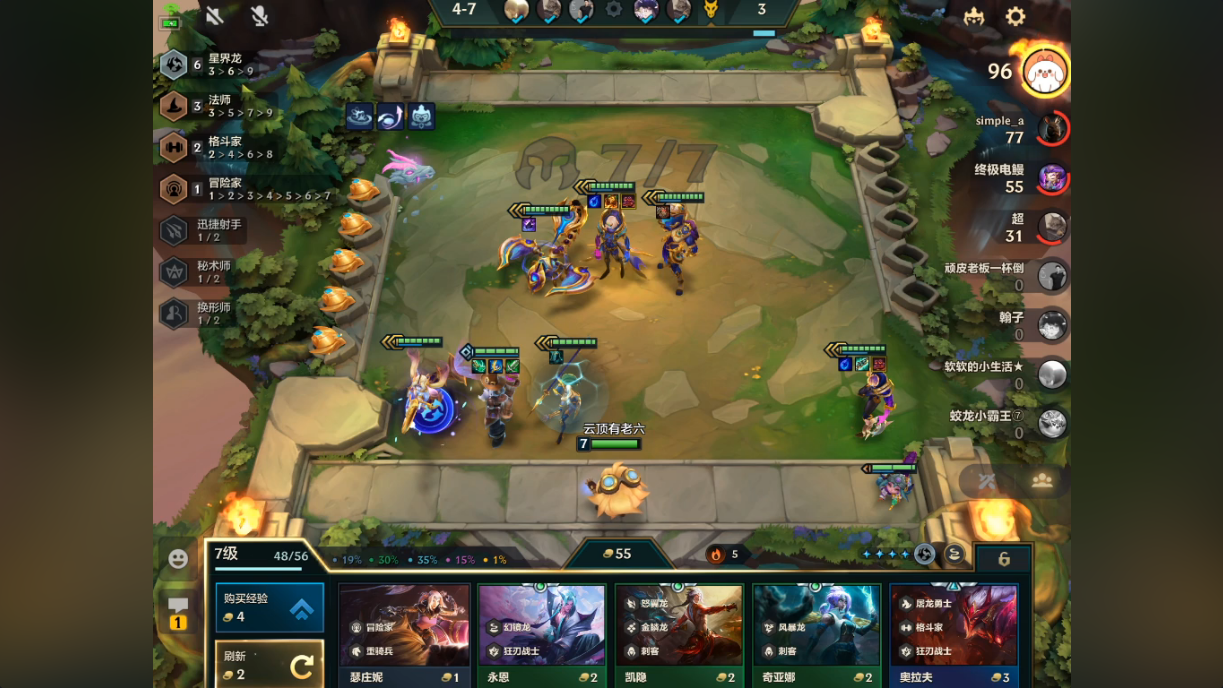 4-7
3
6 星界龙
3 > 6 > 9
3 法师
3 > 5 > 7 > 9
2 格斗家
2 > 4 > 6 > 8
1 冒险家
1 > 2 > 3 > 4 > 5 > 6 > 7
迅捷射手
1 / 2
秘术师
1 / 2
换形师
1 / 2
7/7
96
simple_a
77
终极电鳗
55
超
31
顽皮老板一杯倒
0
翰子
0
软软的小生活★
0
蛟龙小霸王⑦
0
云顶有老六
7
7级 48/56
19% 30% 35% 15% 1%
55
5
购买经验
4
刷新
2
1
冒险家
重骑兵
瑟庄妮 1
幻镜龙
狂刃战士
永恩 2
怒翼龙
金鳞龙
刺客
凯隐 2
风暴龙
刺客
奇亚娜 2
屠龙勇士
格斗家
狂刃战士
奥拉夫 3